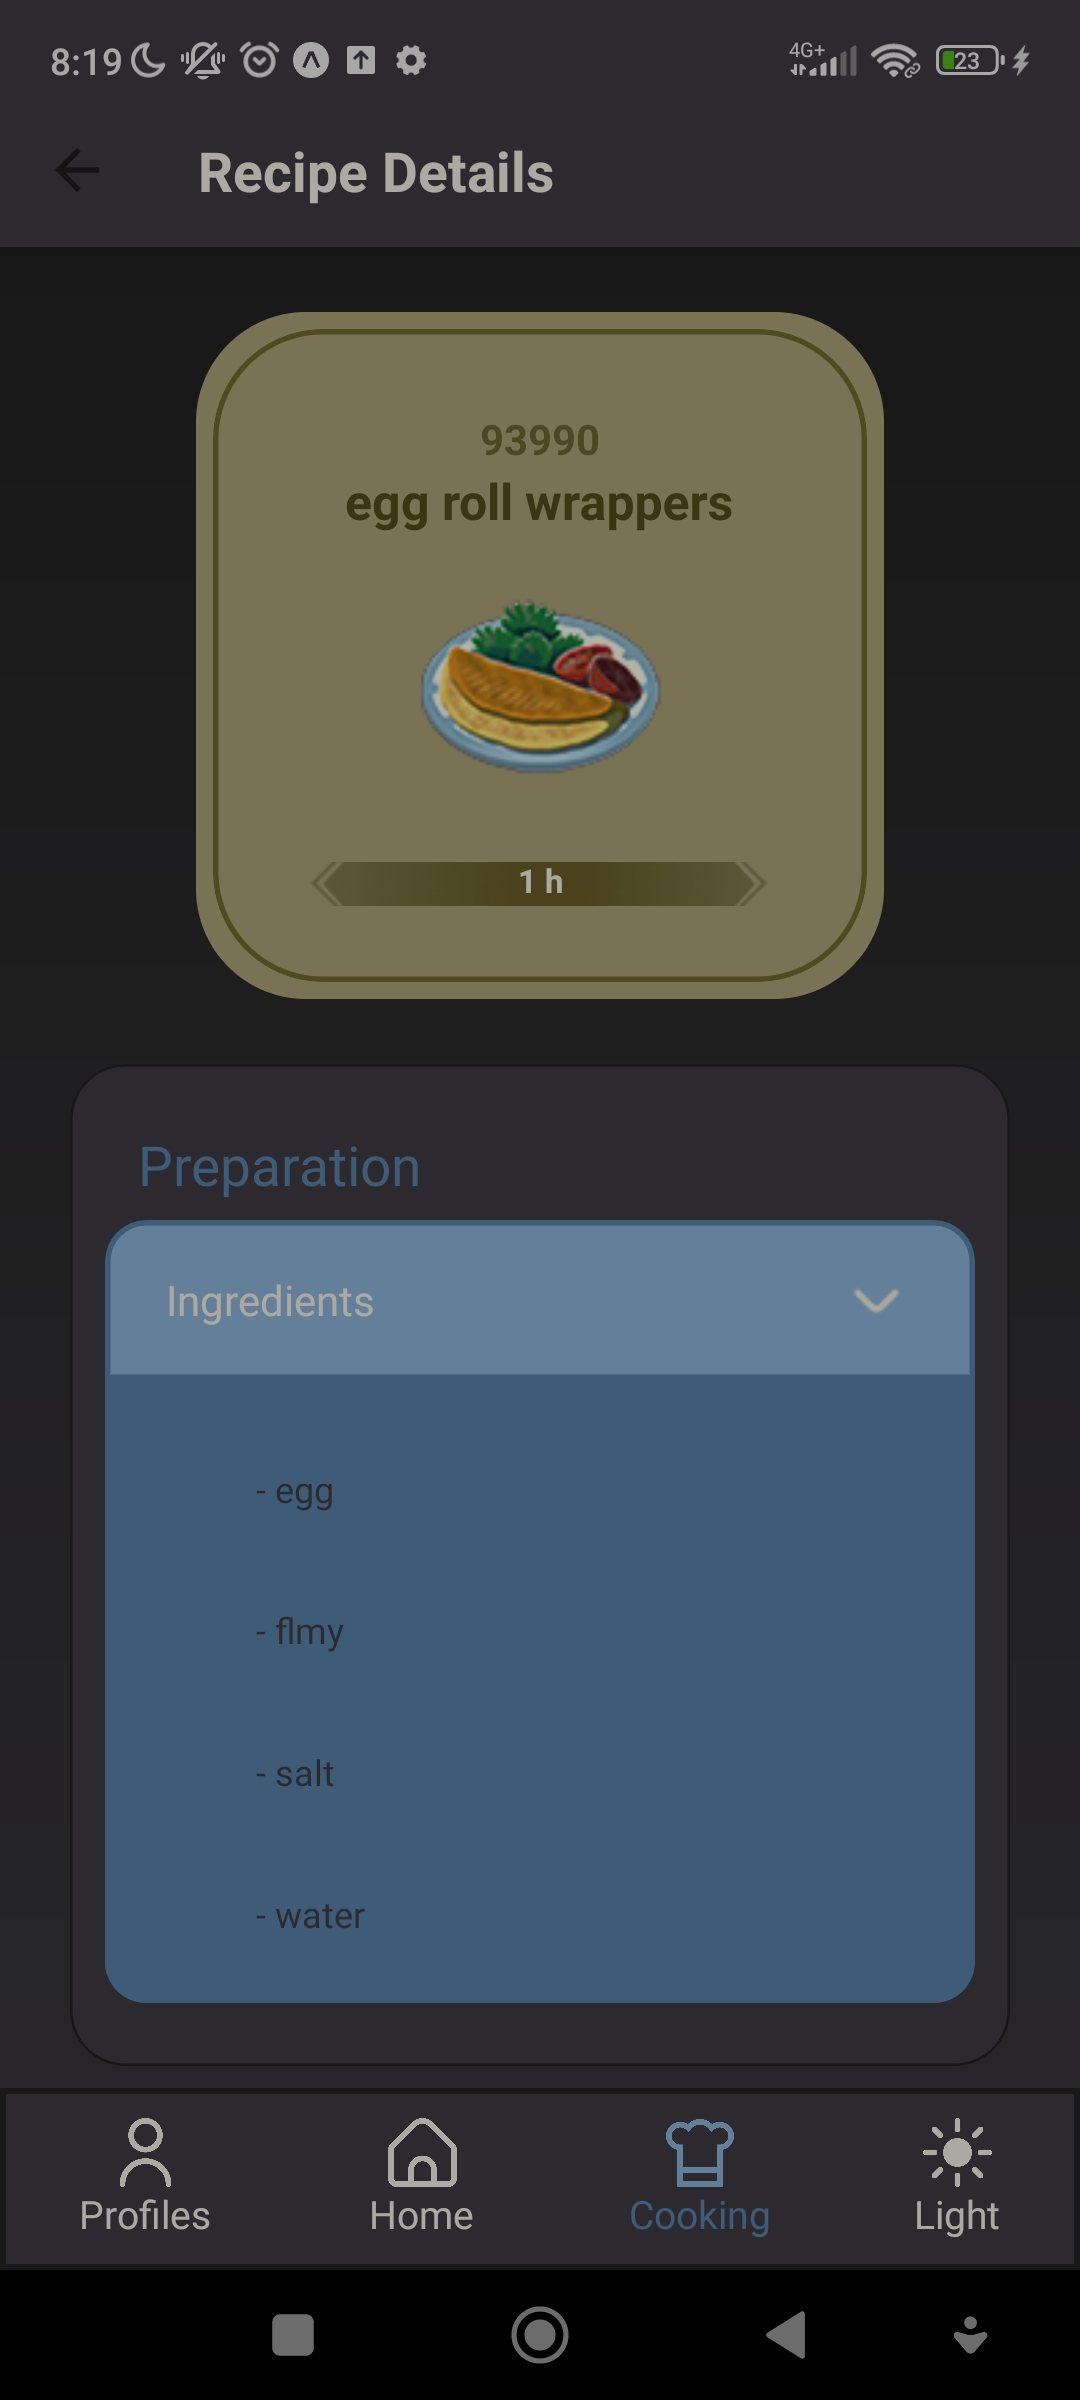 8:19 4G+ 23
Recipe Details
93990
egg roll wrappers
1 h
Preparation
Ingredients
- egg
- flmy
- salt
- water
Profiles Home Cooking Light